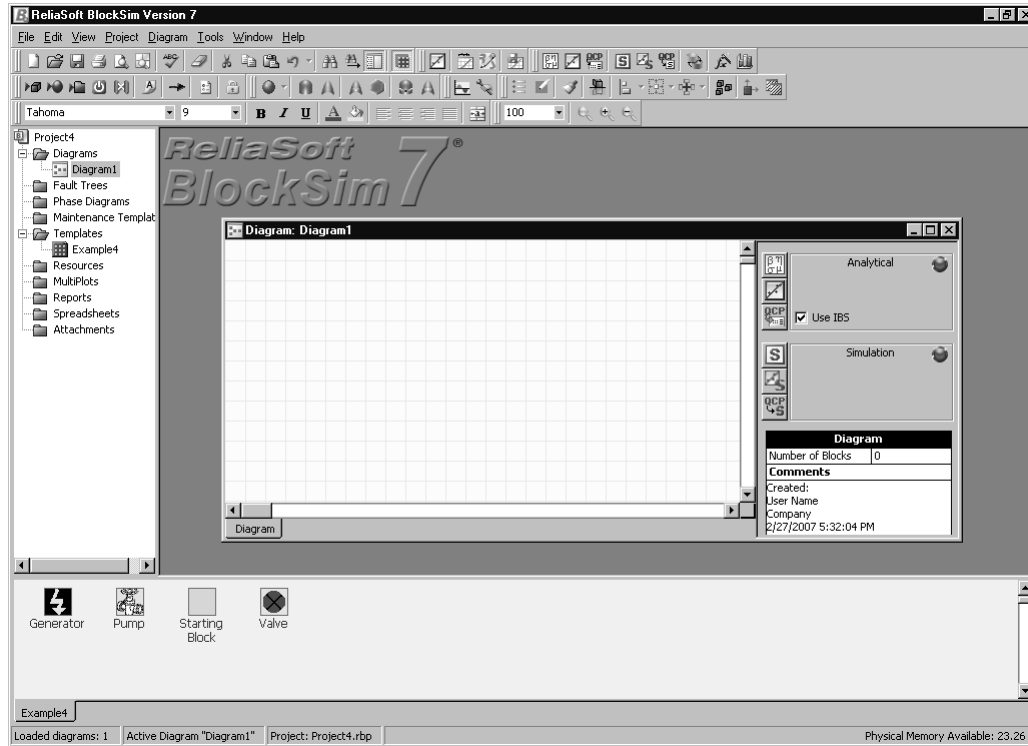 ReliaSoft BlockSim Version 7
File Edit View Project Diagram Tools Window Help
Tahoma 9 B I U A 100
Project4
Diagrams
Diagram1
Fault Trees
Phase Diagrams
Maintenance Templat
Templates
Example4
Resources
MultiPlots
Reports
Spreadsheets
Attachments
ReliaSoft
BlockSim 7®
Diagram: Diagram1
Analytical
β η
σ μ
QCP
Use IBS
S
Simulation
S
QCP
S
Diagram
Number of Blocks 0
Comments
Created:
User Name
Company
2/27/2007 5:32:04 PM
Diagram
Generator Pump Starting Block Valve
Example4
Loaded diagrams: 1 Active Diagram "Diagram1" Project: Project4.rbp Physical Memory Available: 23.26